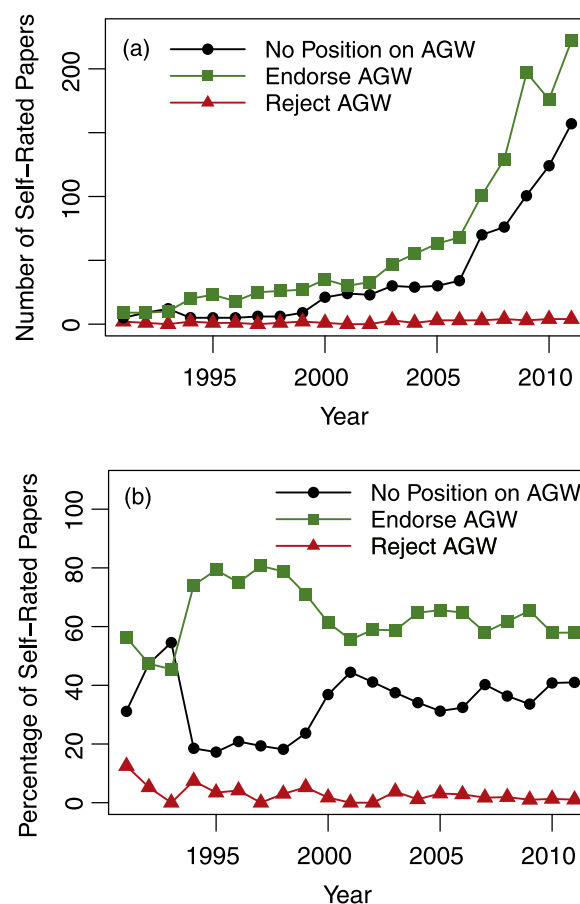 (a)
No Position on AGW
Endorse AGW
Reject AGW
Number of Self−Rated Papers
200
100
0
1995 2000 2005 2010
Year
(b)
No Position on AGW
Endorse AGW
Reject AGW
Percentage of Self−Rated Papers
100
80
60
40
20
0
1995 2000 2005 2010
Year